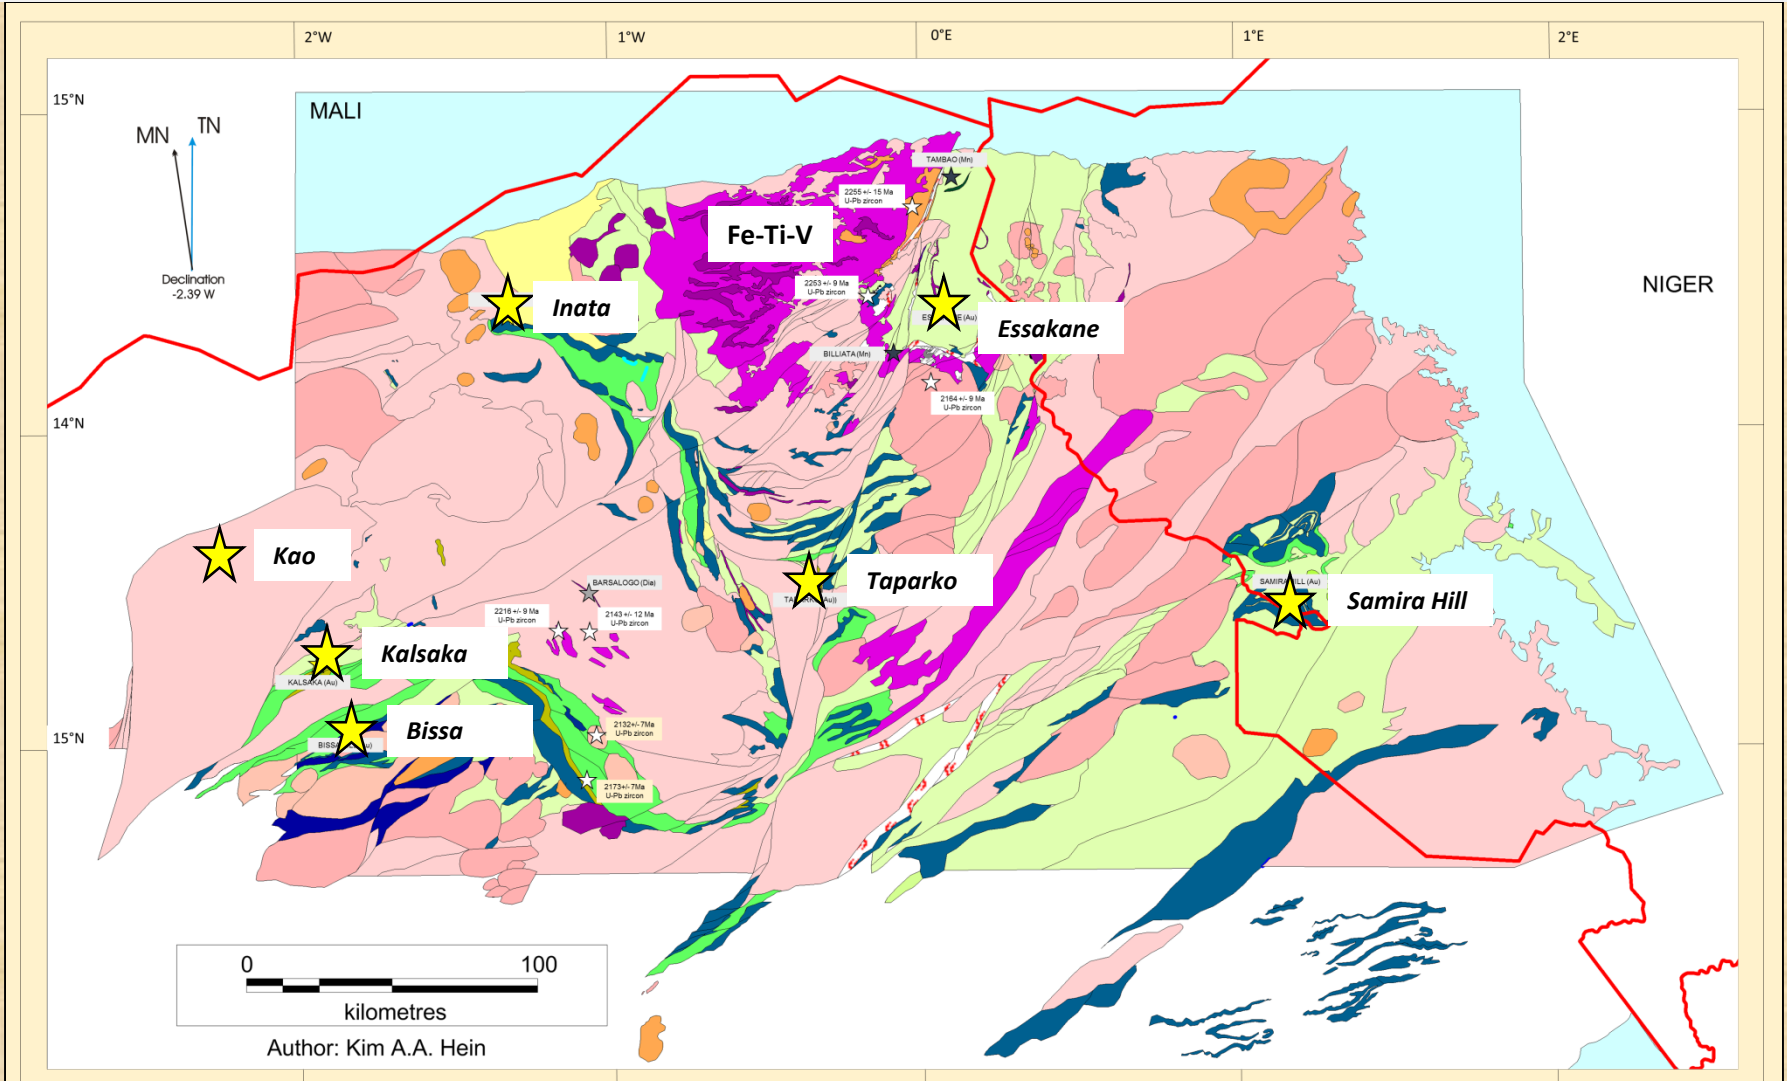 2°W
1°W
0°E
1°E
2°E
15°N
MALI
MN
TN
Declination
-2.39 W
TAMBAO (Mn)
2255 +/- 15 Ma
U-Pb zircon
Fe-Ti-V
NIGER
2253 +/- 9 Ma
U-Pb zircon
Inata
Essakane
BILLIATA (Mn)
2164 +/- 9 Ma
U-Pb zircon
14°N
Kao
Taparko
BARSALOGO (Dia)
2216 +/- 9 Ma
U-Pb zircon
2143 +/- 12 Ma
U-Pb zircon
Samira Hill
Kalsaka
KALSAKA (Au)
Bissa
2132+/-7Ma
U-Pb zircon
15°N
2173+/-7Ma
U-Pb zircon
0
100
kilometres
Author: Kim A.A. Hein